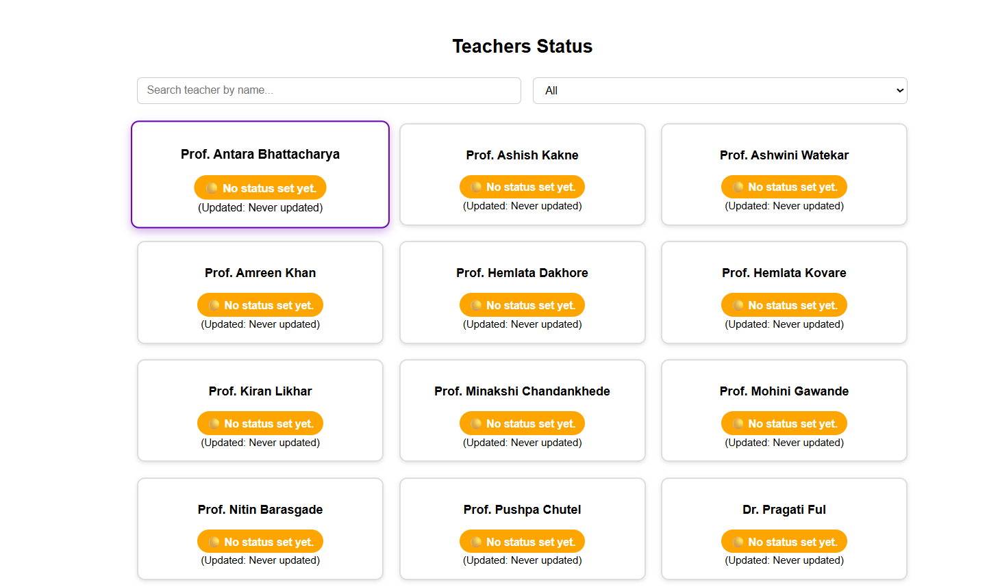 Teachers Status
Search teacher by name...
All
Prof. Antara Bhattacharya
No status set yet.
(Updated: Never updated)
Prof. Ashish Kakne
No status set yet.
(Updated: Never updated)
Prof. Ashwini Watekar
No status set yet.
(Updated: Never updated)
Prof. Amreen Khan
No status set yet.
(Updated: Never updated)
Prof. Hemlata Dakhore
No status set yet.
(Updated: Never updated)
Prof. Hemlata Kovare
No status set yet.
(Updated: Never updated)
Prof. Kiran Likhar
No status set yet.
(Updated: Never updated)
Prof. Minakshi Chandankhede
No status set yet.
(Updated: Never updated)
Prof. Mohini Gawande
No status set yet.
(Updated: Never updated)
Prof. Nitin Barasgade
No status set yet.
(Updated: Never updated)
Prof. Pushpa Chutel
No status set yet.
(Updated: Never updated)
Dr. Pragati Ful
No status set yet.
(Updated: Never updated)